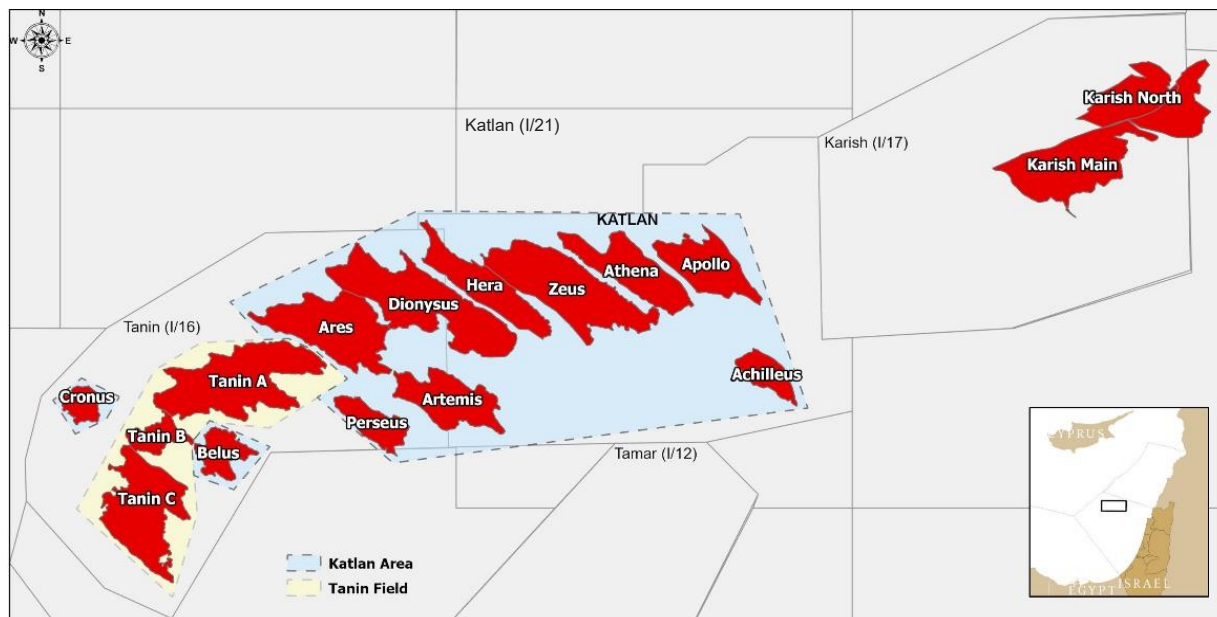 N
W E
S
Katlan (I/21)
Karish North
Karish (I/17)
Karish Main
KATLAN
Apollo
Athena
Hera
Zeus
Dionysus
Ares
Tanin (I/16)
Achilleus
Tanin A
Cronus
Artemis
Perseus
Tanin B
Belus
Tamar (I/12)
Tanin C
Katlan Area
Tanin Field
CYPRUS
EGYPT
ISRAEL